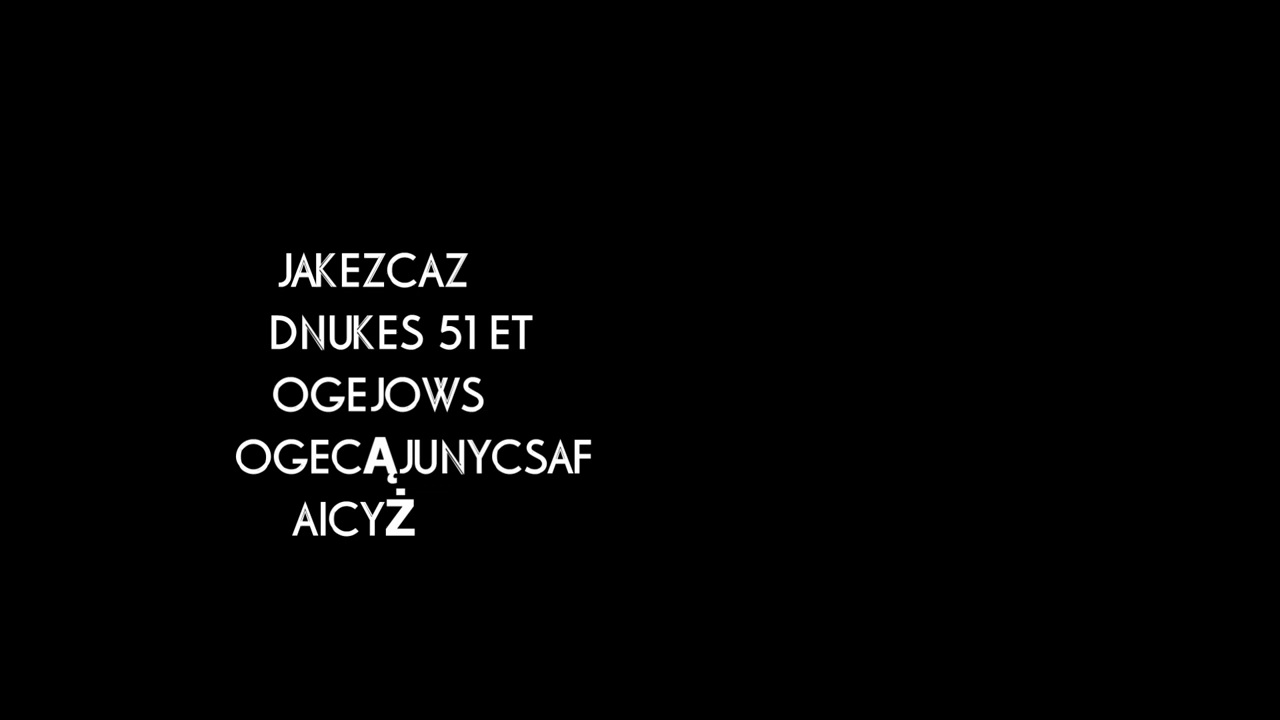 JAKEZCAZ
DNUKES 51 ET
OGEJOWS
OGECĄJUNYCSAF
AICYŻ